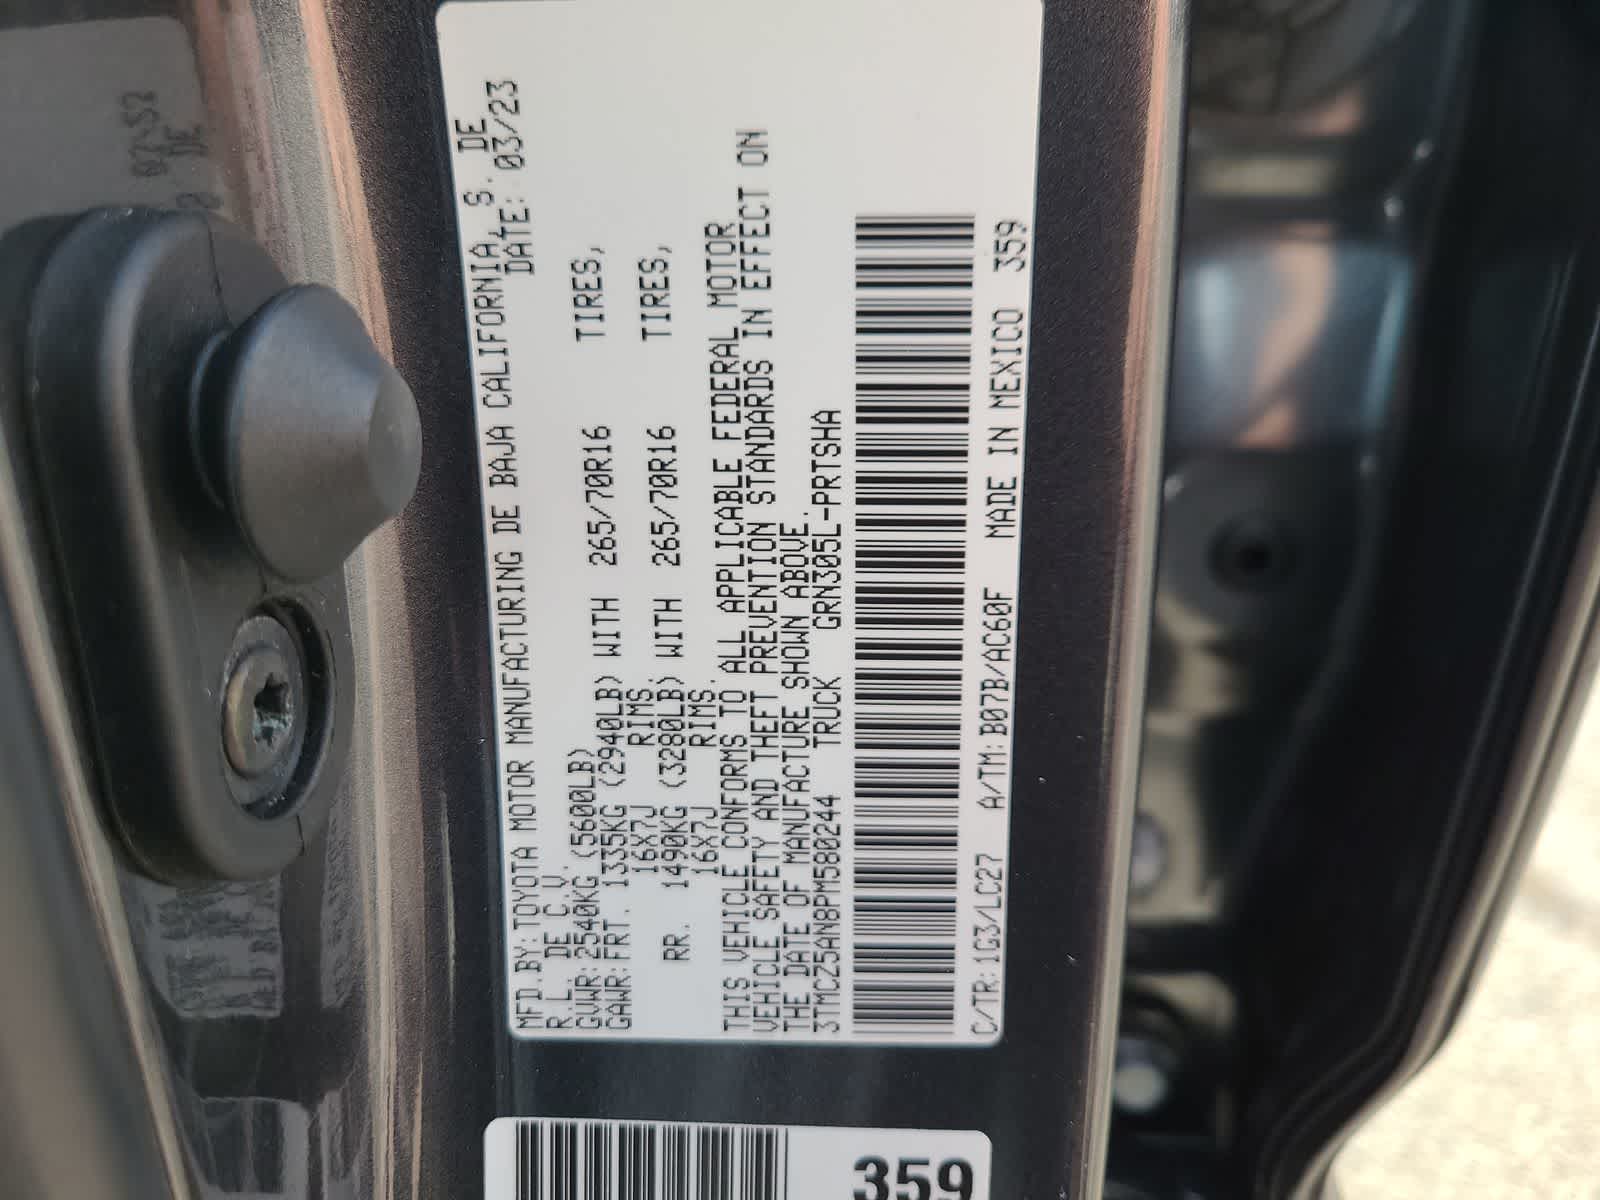 MFD.BY:TOYOTA MOTOR MANUFACTURING DE BAJA CALIFORNIA, S. DE
R.L. DE C.V. DATE: 03/23
GVWR:2540KG (5600LB)
GAWR:FRT. 1335KG (2940LB) WITH 265/70R16 TIRES,
16X7J RIMS,
RR. 1490KG (3280LB) WITH 265/70R16 TIRES,
16X7J RIMS.
THIS VEHICLE CONFORMS TO ALL APPLICABLE FEDERAL MOTOR
VEHICLE SAFETY AND THEFT PREVENTION STANDARDS IN EFFECT ON
THE DATE OF MANUFACTURE SHOWN ABOVE.
3TMCZ5AN8PM580244 TRUCK GRN305L-PRTSHA
C/TR:1G3/LC27 A/TM:B07B/AC60F MADE IN MEXICO 359
359